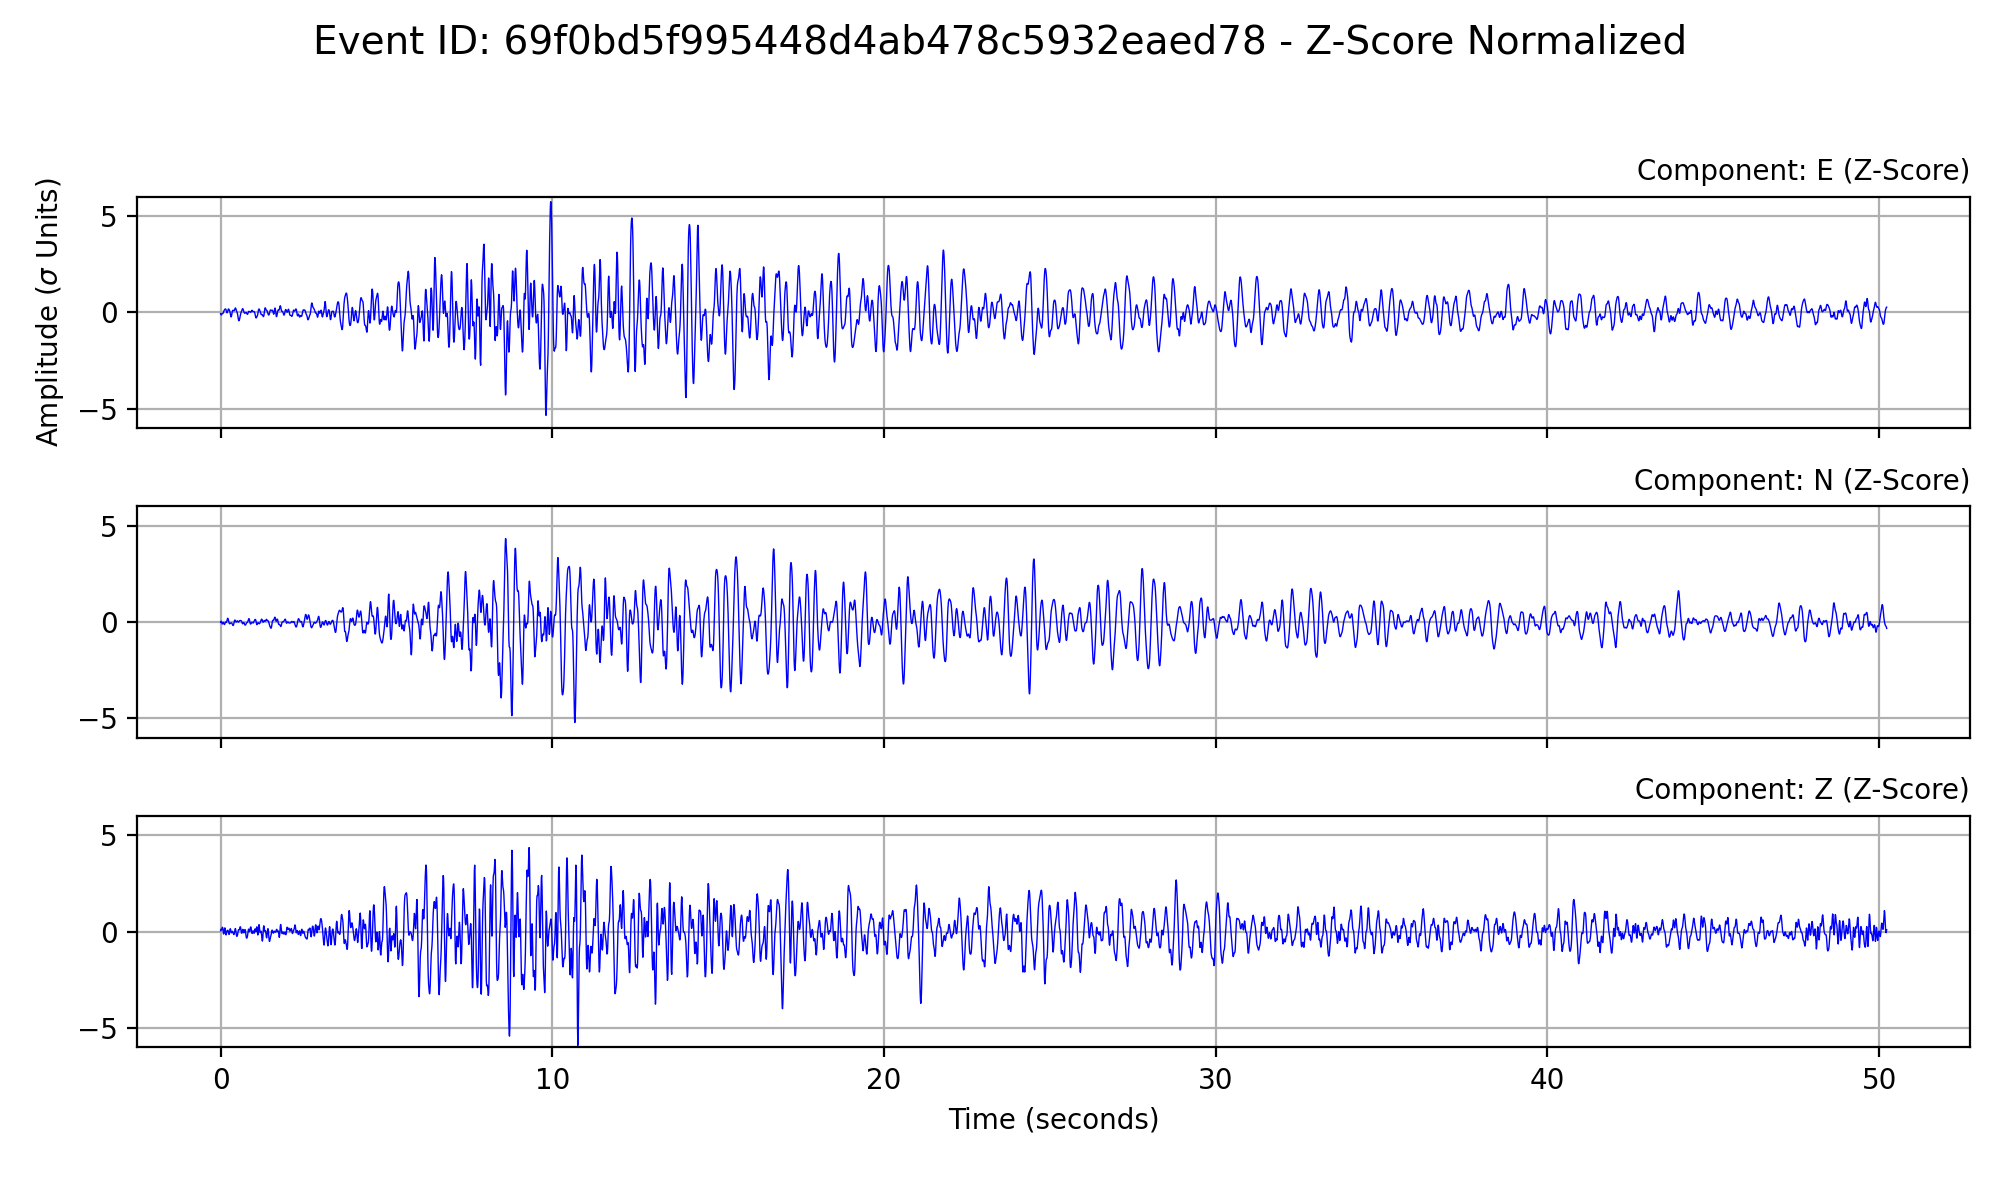 Event ID: 69f0bd5f995448d4ab478c5932eaed78 - Z-Score Normalized
Component: E (Z-Score)
Amplitude (σ Units)
5
0
−5
Component: N (Z-Score)
5
0
−5
Component: Z (Z-Score)
5
0
−5
0 10 20 30 40 50
Time (seconds)